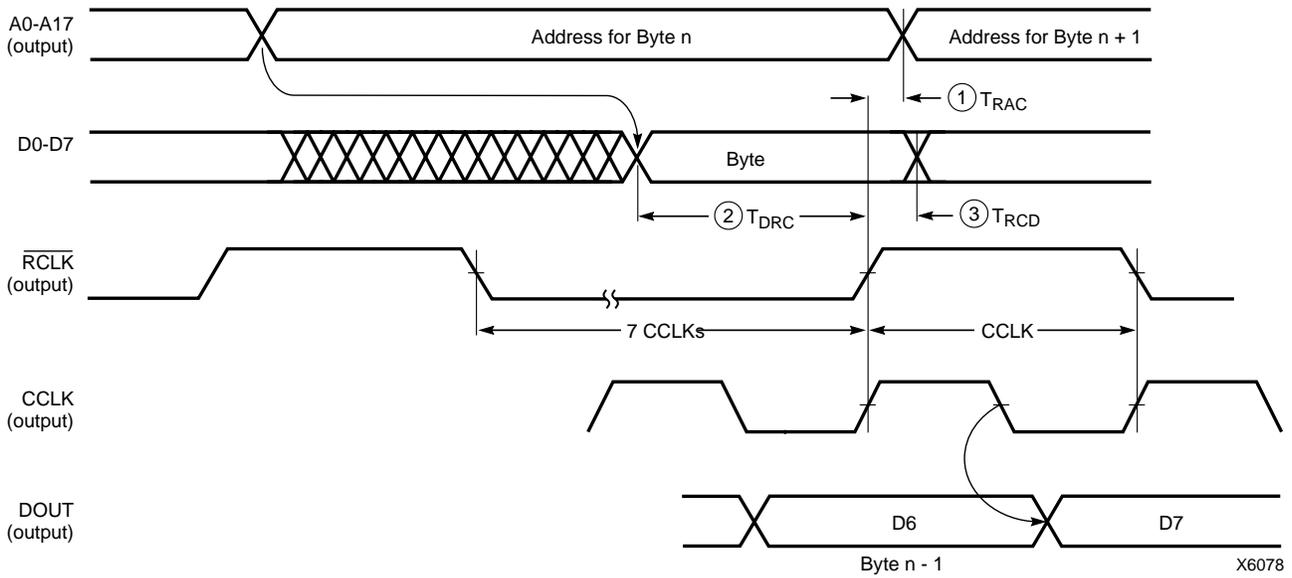 A0-A17
(output)
Address for Byte n
Address for Byte n + 1
1 TRAC
D0-D7
Byte
2 TDRC
3 TRCD
RCLK
(output)
7 CCLKs
CCLK
CCLK
(output)
DOUT
(output)
D6
D7
Byte n - 1
X6078